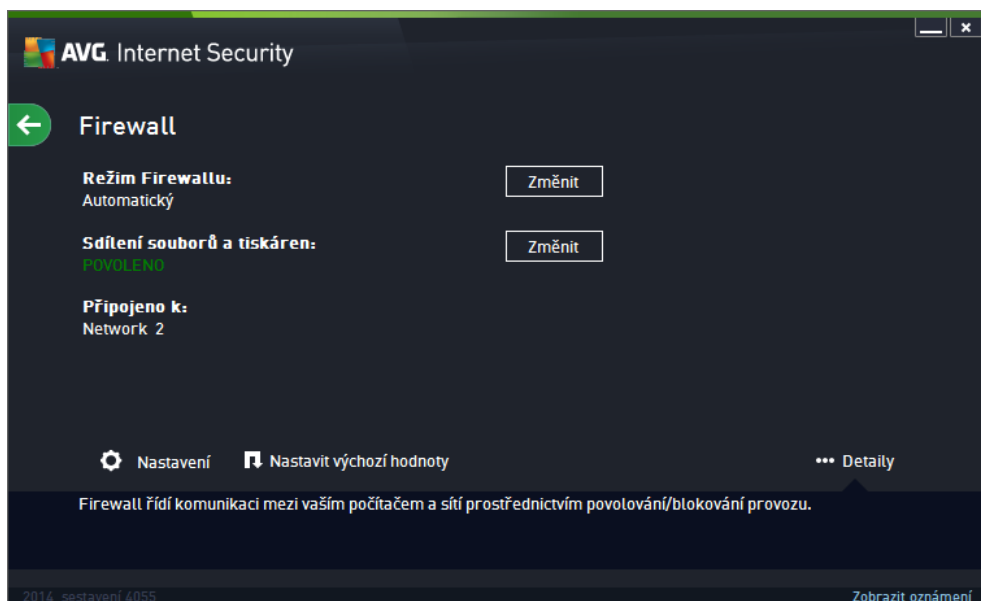 AVG. Internet Security
Firewall
Režim Firewallu:
Automatický
Změnit
Sdílení souborů a tiskáren:
POVOLENO
Změnit
Připojeno k:
Network 2
Nastavení
Nastavit výchozí hodnoty
••• Detaily
Firewall řídí komunikaci mezi vaším počítačem a sítí prostřednictvím povolování/blokování provozu.
2014 sestavení 4055
Zobrazit oznámení